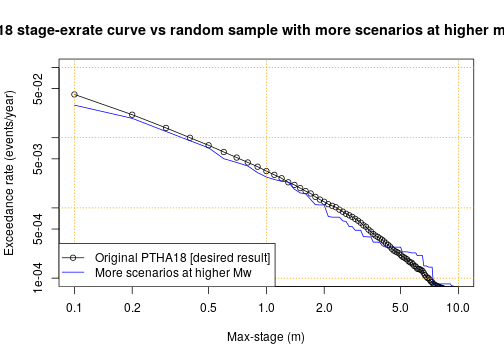 18 stage-exrate curve vs random sample with more scenarios at higher m
Exceedance rate (events/year)
5e-02
5e-03
5e-04
1e-04
Original PTHA18 [desired result]
More scenarios at higher Mw
0.1 0.2 0.5 1.0 2.0 5.0 10.0
Max-stage (m)